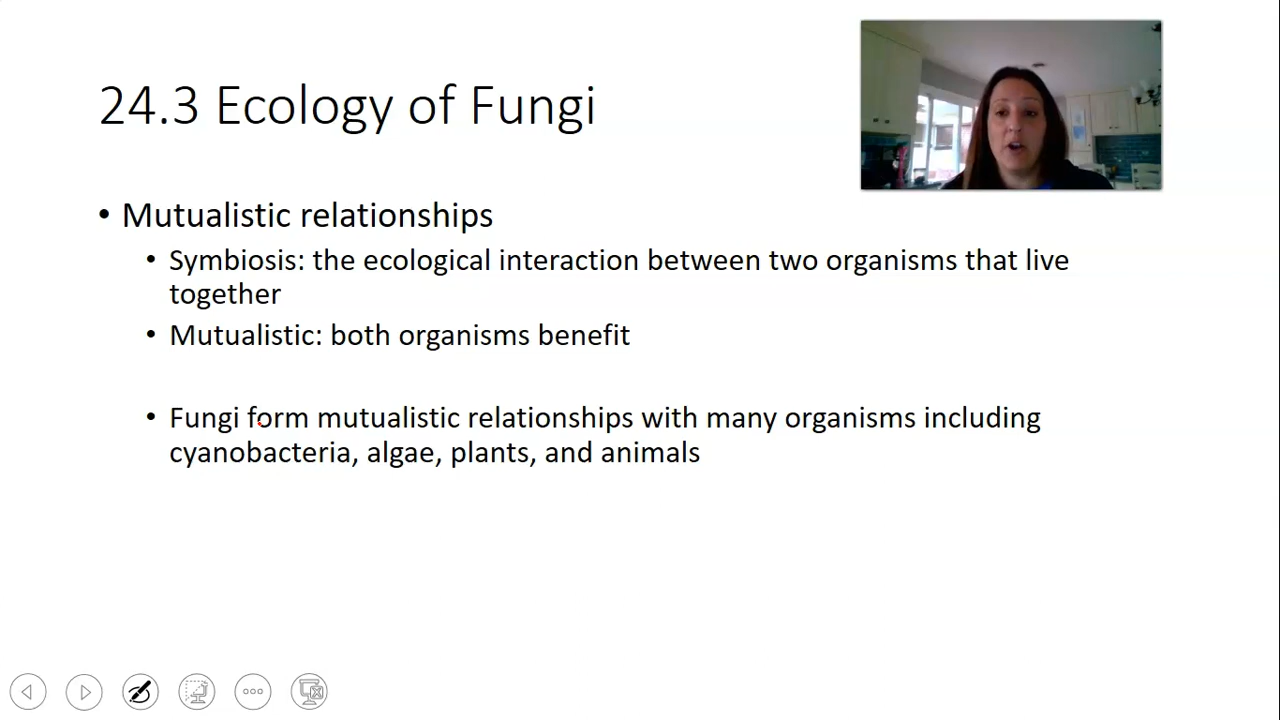 24.3 Ecology of Fungi
• Mutualistic relationships
• Symbiosis: the ecological interaction between two organisms that live
together
• Mutualistic: both organisms benefit
• Fungi form mutualistic relationships with many organisms including
cyanobacteria, algae, plants, and animals